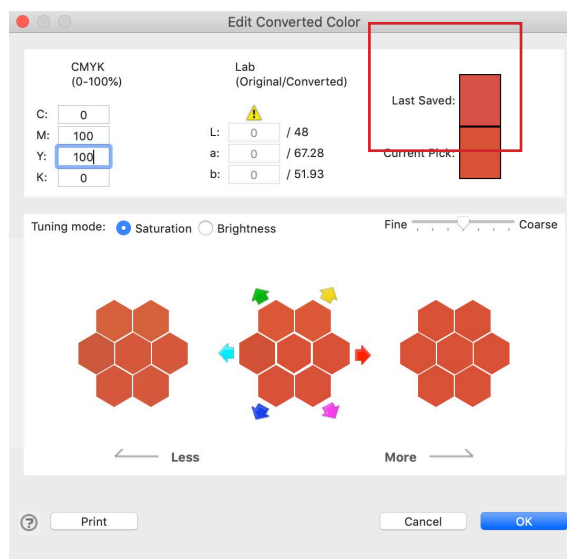 Edit Converted Color
CMYK
(0-100%)
Lab
(Original/Converted)
Last Saved:
C: 0
M: 100
L: 0 / 48
Current Pick:
Y: 100
a: 0 / 67.28
K: 0
b: 0 / 51.93
Tuning mode: Saturation Brightness
Fine Coarse
Less
More
? Print Cancel OK